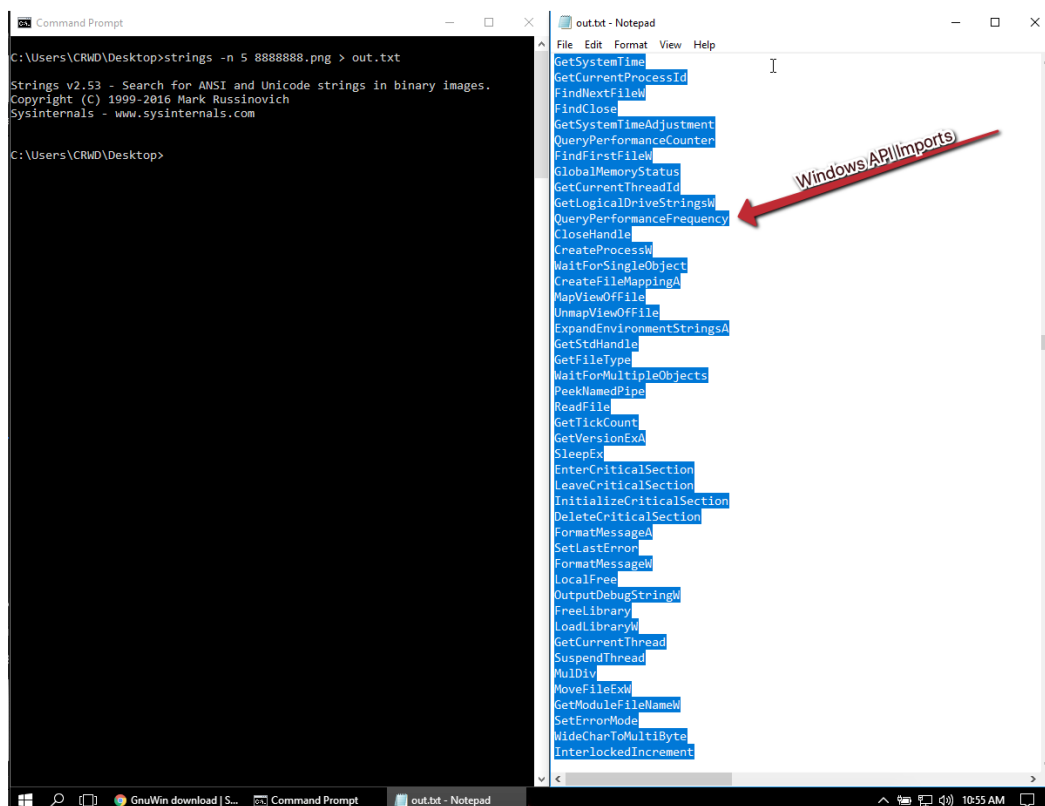 Command Prompt
C:\Users\CRWD\Desktop>strings -n 5 8888888.png > out.txt
Strings v2.53 - Search for ANSI and Unicode strings in binary images.
Copyright (C) 1999-2016 Mark Russinovich
Sysinternals - www.sysinternals.com
C:\Users\CRWD\Desktop>
out.txt - Notepad
File Edit Format View Help
GetSystemTime
GetCurrentProcessId
FindNextFileW
FindClose
GetSystemTimeAdjustment
QueryPerformanceCounter
FindFirstFileW
GlobalMemoryStatus
GetCurrentThreadId
GetLogicalDriveStringsW
QueryPerformanceFrequency
CloseHandle
CreateProcessW
WaitForSingleObject
CreateFileMappingA
MapViewOfFile
UnmapViewOfFile
ExpandEnvironmentStringsA
GetStdHandle
GetFileType
WaitForMultipleObjects
PeekNamedPipe
ReadFile
GetTickCount
GetVersionExA
SleepEx
EnterCriticalSection
LeaveCriticalSection
InitializeCriticalSection
DeleteCriticalSection
FormatMessageA
SetLastError
FormatMessageW
LocalFree
OutputDebugStringW
FreeLibrary
LoadLibraryW
GetCurrentThread
SuspendThread
MulDiv
MoveFileExW
GetModuleFileNameW
SetErrorMode
WideCharToMultiByte
InterlockedIncrement
Windows API Imports
GnuWin download | S... Command Prompt out.txt - Notepad 10:55 AM